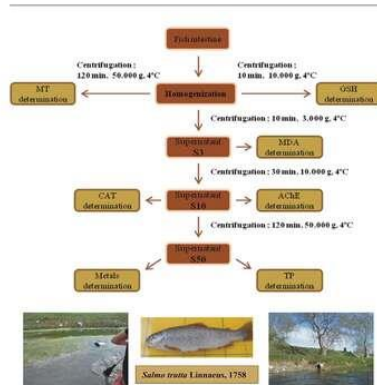 Fish intestine
Centrifugation :
120 min, 50.000 g, 4°C
Centrifugation :
10 min, 10.000 g, 4°C
MT
determination
Homogenization
GSH
determination
Centrifugation : 10 min, 3.000 g, 4°C
Supernatant
S3
MDA
determination
Centrifugation : 30 min, 10.000 g, 4°C
CAT
determination
Supernatant
S10
AChE
determination
Centrifugation : 120 min, 50.000 g, 4°C
Supernatant
S50
Metals
determination
TP
determination
Salmo trutta Linnaeus, 1758